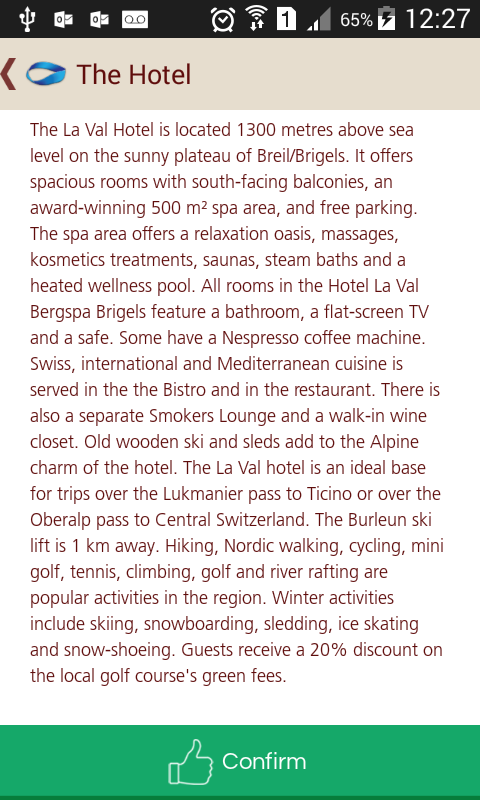 1 65% 12:27
The Hotel
The La Val Hotel is located 1300 metres above sea
level on the sunny plateau of Breil/Brigels. It offers
spacious rooms with south-facing balconies, an
award-winning 500 m² spa area, and free parking.
The spa area offers a relaxation oasis, massages,
kosmetics treatments, saunas, steam baths and a
heated wellness pool. All rooms in the Hotel La Val
Bergspa Brigels feature a bathroom, a flat-screen TV
and a safe. Some have a Nespresso coffee machine.
Swiss, international and Mediterranean cuisine is
served in the the Bistro and in the restaurant. There is
also a separate Smokers Lounge and a walk-in wine
closet. Old wooden ski and sleds add to the Alpine
charm of the hotel. The La Val hotel is an ideal base
for trips over the Lukmanier pass to Ticino or over the
Oberalp pass to Central Switzerland. The Burleun ski
lift is 1 km away. Hiking, Nordic walking, cycling, mini
golf, tennis, climbing, golf and river rafting are
popular activities in the region. Winter activities
include skiing, snowboarding, sledding, ice skating
and snow-shoeing. Guests receive a 20% discount on
the local golf course's green fees.
Confirm